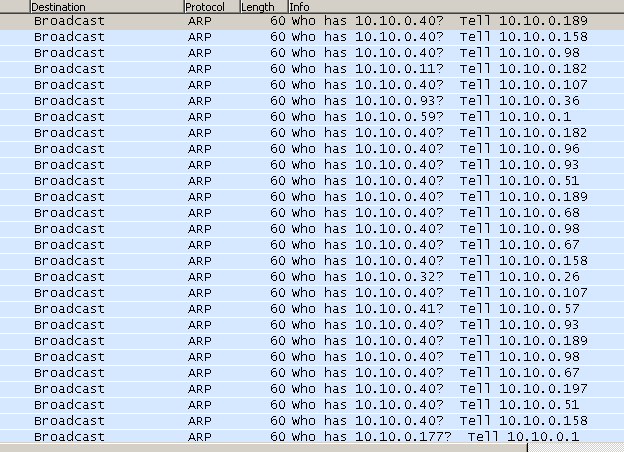 Destination Protocol Length Info
Broadcast ARP 60 Who has 10.10.0.40? Tell 10.10.0.189
Broadcast ARP 60 Who has 10.10.0.40? Tell 10.10.0.158
Broadcast ARP 60 Who has 10.10.0.40? Tell 10.10.0.98
Broadcast ARP 60 Who has 10.10.0.11? Tell 10.10.0.182
Broadcast ARP 60 Who has 10.10.0.40? Tell 10.10.0.107
Broadcast ARP 60 Who has 10.10.0.93? Tell 10.10.0.36
Broadcast ARP 60 Who has 10.10.0.59? Tell 10.10.0.1
Broadcast ARP 60 Who has 10.10.0.40? Tell 10.10.0.182
Broadcast ARP 60 Who has 10.10.0.40? Tell 10.10.0.96
Broadcast ARP 60 Who has 10.10.0.40? Tell 10.10.0.93
Broadcast ARP 60 Who has 10.10.0.40? Tell 10.10.0.51
Broadcast ARP 60 Who has 10.10.0.40? Tell 10.10.0.189
Broadcast ARP 60 Who has 10.10.0.40? Tell 10.10.0.68
Broadcast ARP 60 Who has 10.10.0.40? Tell 10.10.0.98
Broadcast ARP 60 Who has 10.10.0.40? Tell 10.10.0.67
Broadcast ARP 60 Who has 10.10.0.40? Tell 10.10.0.158
Broadcast ARP 60 Who has 10.10.0.32? Tell 10.10.0.26
Broadcast ARP 60 Who has 10.10.0.40? Tell 10.10.0.107
Broadcast ARP 60 Who has 10.10.0.41? Tell 10.10.0.57
Broadcast ARP 60 Who has 10.10.0.40? Tell 10.10.0.93
Broadcast ARP 60 Who has 10.10.0.40? Tell 10.10.0.189
Broadcast ARP 60 Who has 10.10.0.40? Tell 10.10.0.98
Broadcast ARP 60 Who has 10.10.0.40? Tell 10.10.0.67
Broadcast ARP 60 Who has 10.10.0.40? Tell 10.10.0.197
Broadcast ARP 60 Who has 10.10.0.40? Tell 10.10.0.51
Broadcast ARP 60 Who has 10.10.0.40? Tell 10.10.0.158
Broadcast ARP 60 Who has 10.10.0.177? Tell 10.10.0.1